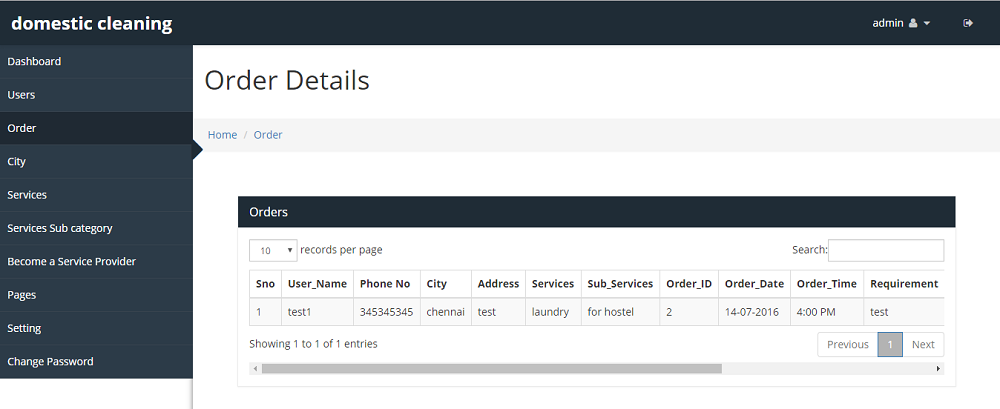 domestic cleaning
admin
Dashboard
Users
Order
City
Services
Services Sub category
Become a Service Provider
Pages
Setting
Change Password
Order Details
Home / Order
Orders
10 records per page Search:
Sno User_Name Phone No City Address Services Sub_Services Order_ID Order_Date Order_Time Requirement
1 test1 345345345 chennai test laundry for hostel 2 14-07-2016 4:00 PM test
Showing 1 to 1 of 1 entries
Previous 1 Next